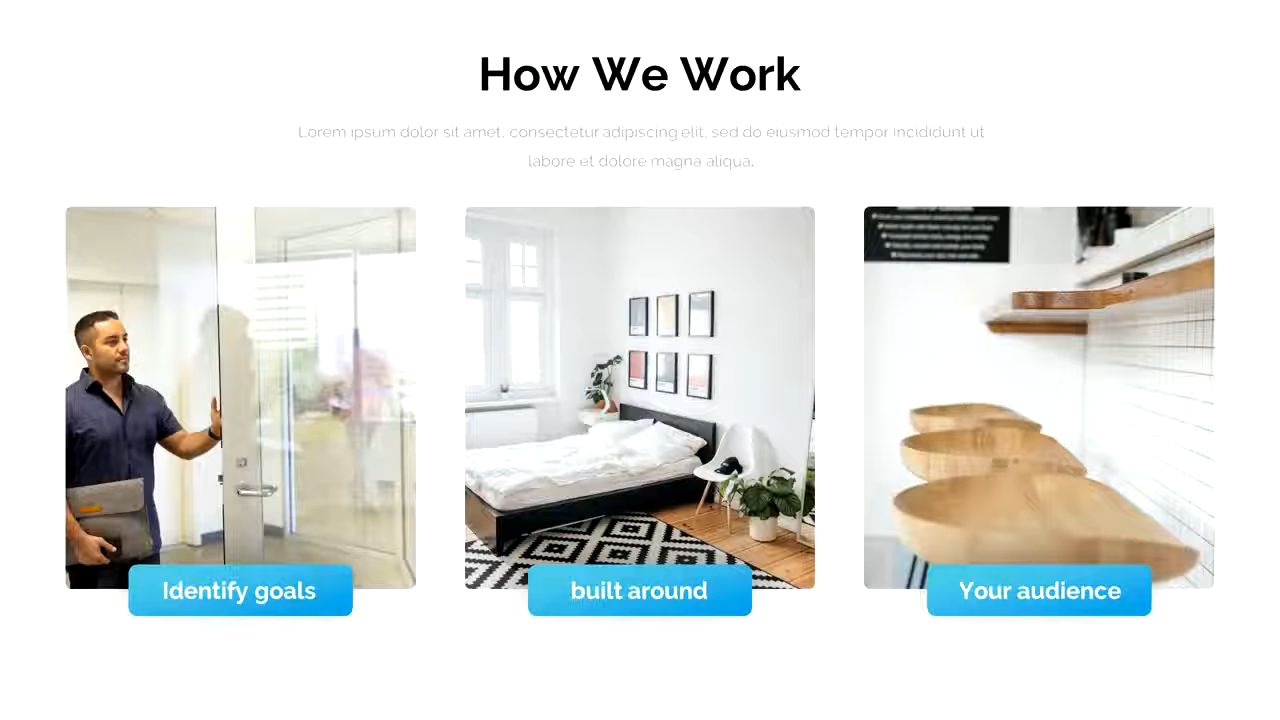 How We Work
Lorem ipsum dolor sit amet, consectetur adipiscing elit, sed do eiusmod tempor incididunt ut
labore et dolore magna aliqua.
Identify goals
built around
Your audience